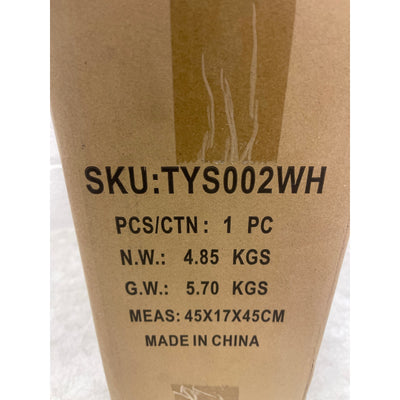 SKU:TYS002WH
PCS/CTN: 1 PC
N.W.: 4.85 KGS
G.W.: 5.70 KGS
MEAS: 45X17X45CM
MADE IN CHINA